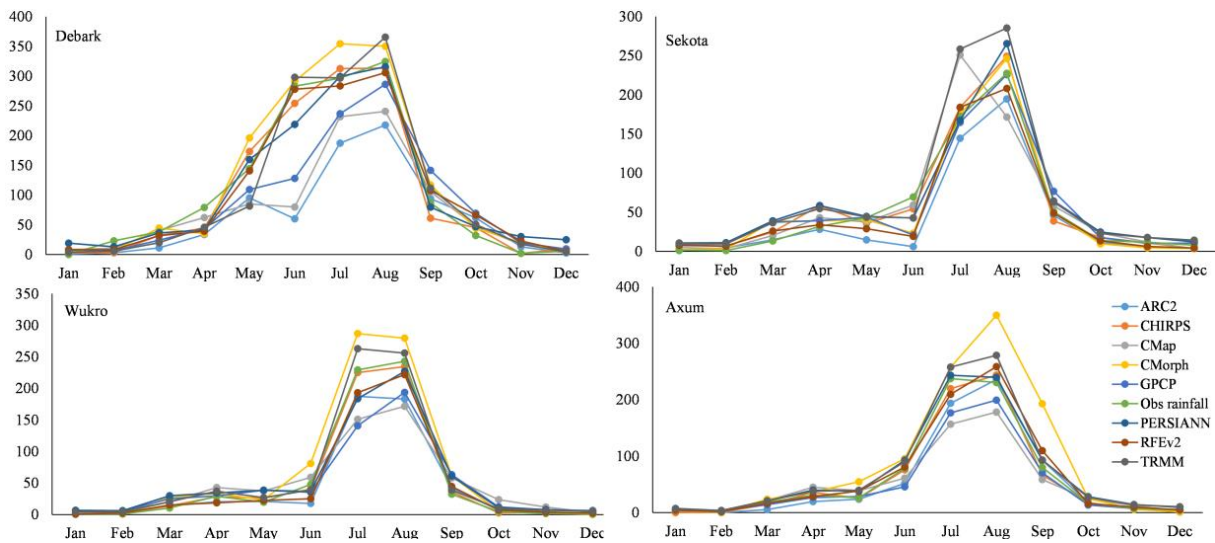 Debark
400
350
300
250
200
150
100
50
0
Jan Feb Mar Apr May Jun Jul Aug Sep Oct Nov Dec
Sekota
300
250
200
150
100
50
0
Jan Feb Mar Apr May Jun Jul Aug Sep Oct Nov Dec
Wukro
350
300
250
200
150
100
50
0
Jan Feb Mar Apr May Jun Jul Aug Sep Oct Nov Dec
Axum
400
300
200
100
0
Jan Feb Mar Apr May Jun Jul Aug Sep Oct Nov Dec
ARC2
CHIRPS
CMap
CMorph
GPCP
Obs rainfall
PERSIANN
RFEv2
TRMM